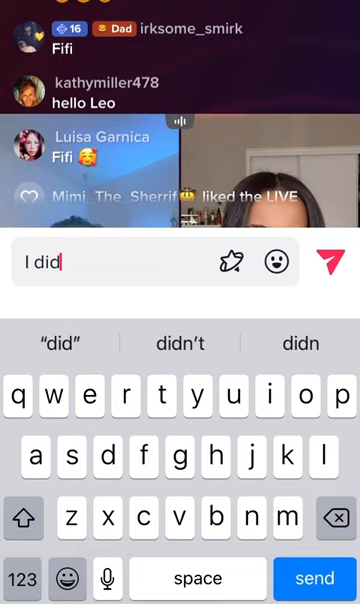 16 Dad irksome_smirk
Fifi
kathymiller478
hello Leo
Luisa Garnica
Fifi 🥰
Mimi_The_Sherrif🤠 liked the LIVE
I did
“did” didn’t didn
q w e r t y u i o p
a s d f g h j k l
z x c v b n m
123 space send